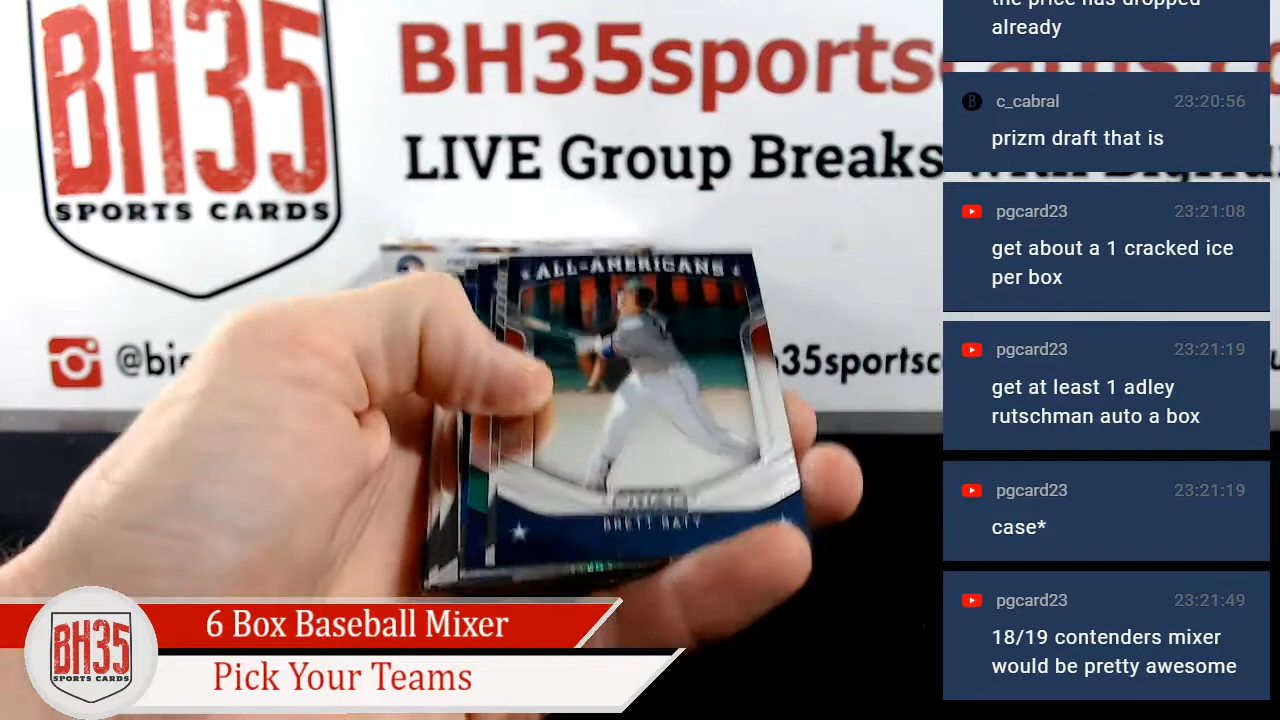 BH35
SPORTS CARDS
BH35sports
LIVE Group Breaks with
ALL-AMERICANS
BRETT BATY
6 Box Baseball Mixer
Pick Your Teams
BH35
SPORTS CARDS
the price has dropped
already
c_cabral 23:20:56
prizm draft that is
pgcard23 23:21:08
get about a 1 cracked ice
per box
pgcard23 23:21:19
get at least 1 adley
rutschman auto a box
pgcard23 23:21:19
case*
pgcard23 23:21:49
18/19 contenders mixer
would be pretty awesome